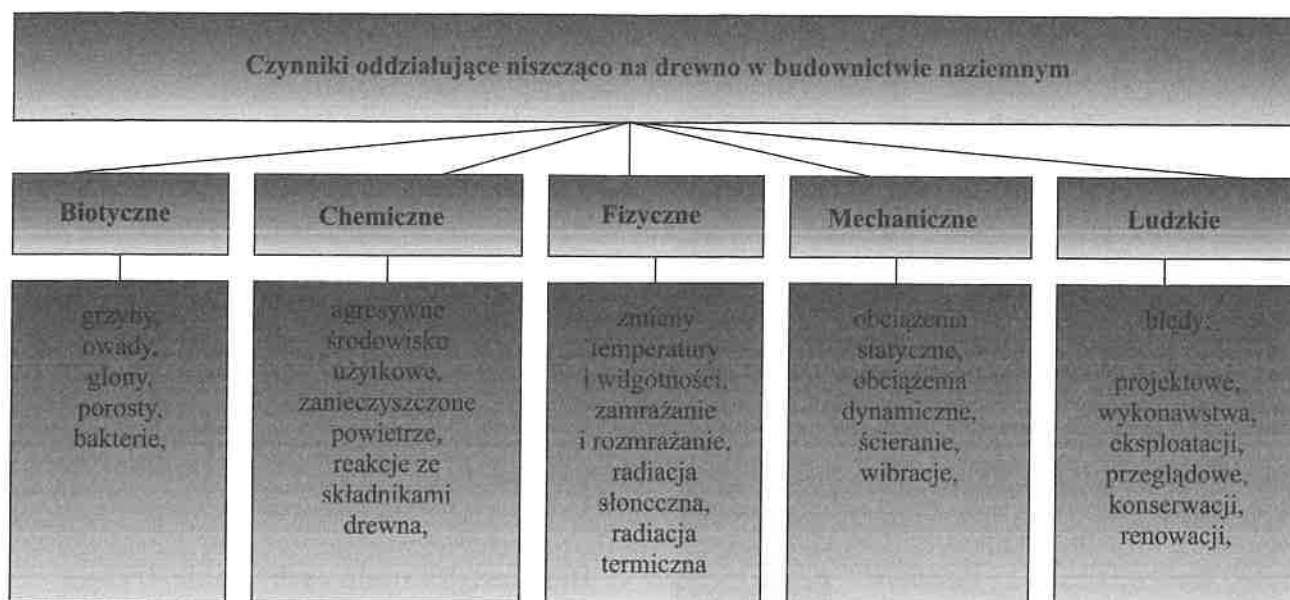 Czynniki oddziałujące niszcząco na drewno w budownictwie naziemnym
Biotyczne
grzyby,
owady,
glony,
porosty,
bakterie,
Chemiczne
agresywne
środowisko
użytkowe,
zanieczyszczone
powietrze,
reakcje ze
składnikami
drewna,
Fizyczne
zmiany
temperatury
i wilgotności,
zamrażanie
i rozmrażanie,
radiacja
słoneczna,
radiacja
termiczna
Mechaniczne
obciążenia
statyczne,
obciążenia
dynamiczne,
ścieranie,
wibracje,
Ludzkie
błędy:
projektowe,
wykonawstwa,
eksploatacji,
przeglądowe,
konserwacji,
renowacji,